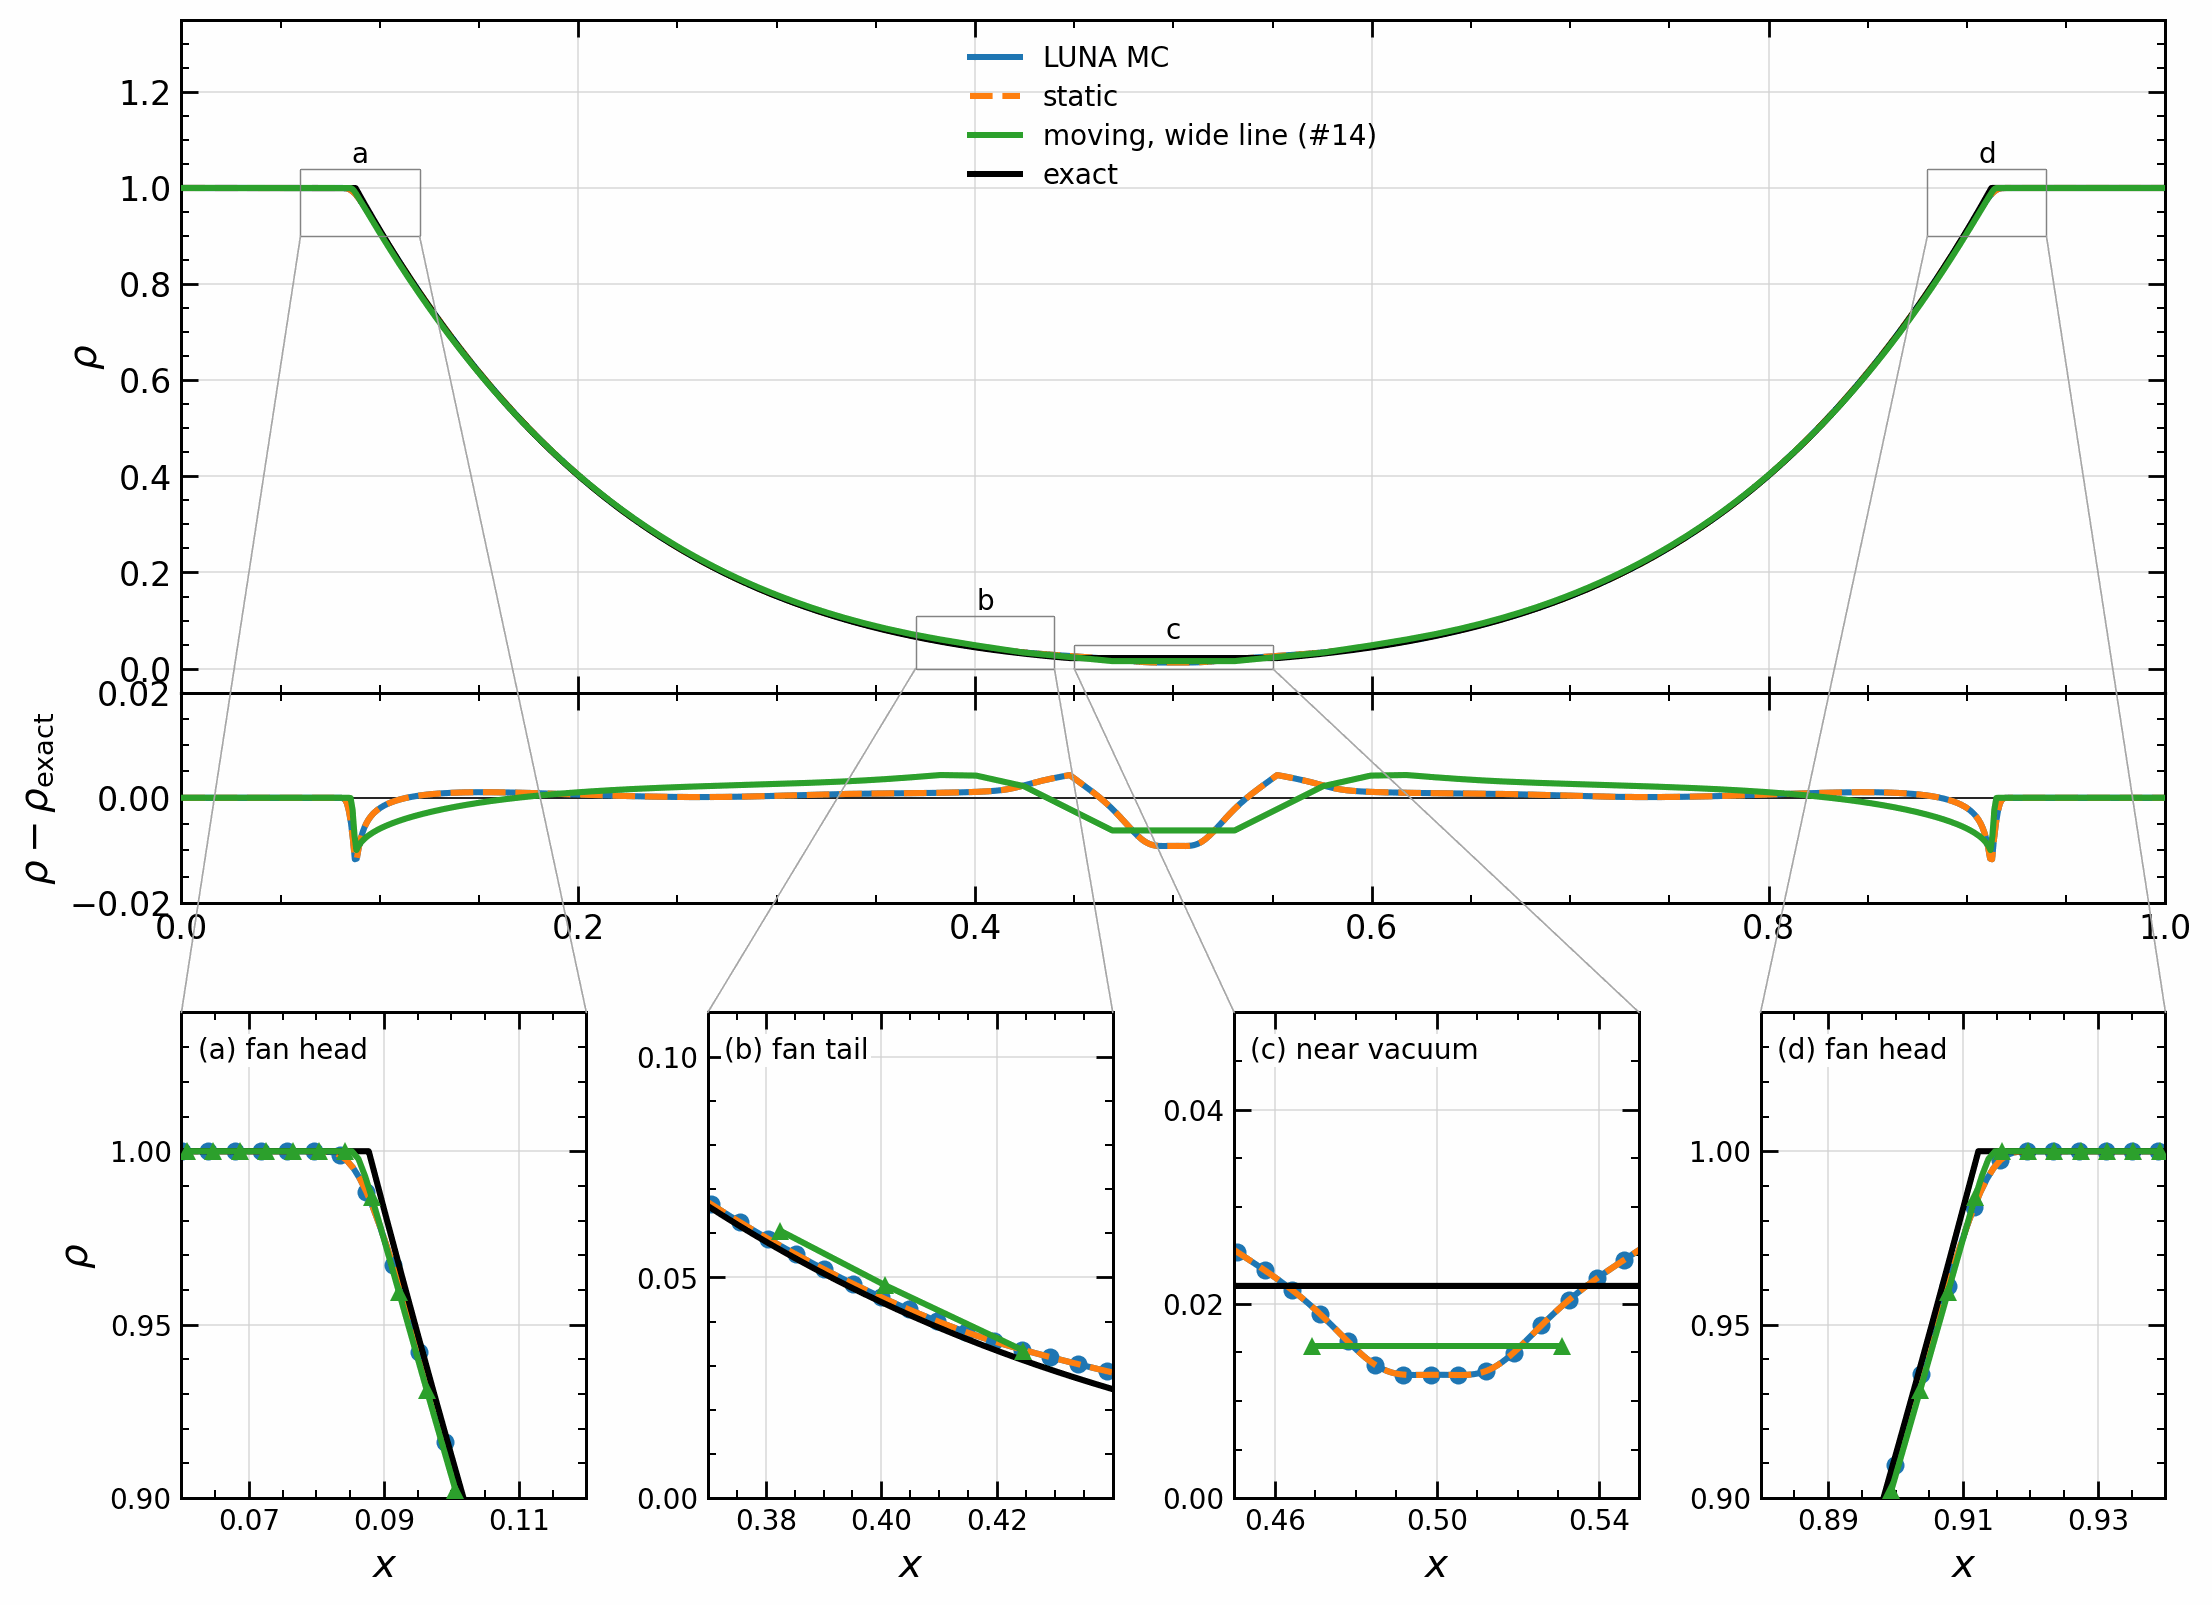 LUNA MC
static
moving, wide line (#14)
exact
a
d
b
c
1.2
1.0
0.8
0.6
0.4
0.2
0.0
ρ
0.02
0.00
−0.02
ρ − ρexact
0.0 0.2 0.4 0.6 0.8 1.0
(a) fan head
1.00
0.95
0.90
ρ
0.07 0.09 0.11
x
(b) fan tail
0.10
0.05
0.00
0.38 0.40 0.42
x
(c) near vacuum
0.04
0.02
0.00
0.46 0.50 0.54
x
(d) fan head
1.00
0.95
0.90
0.89 0.91 0.93
x